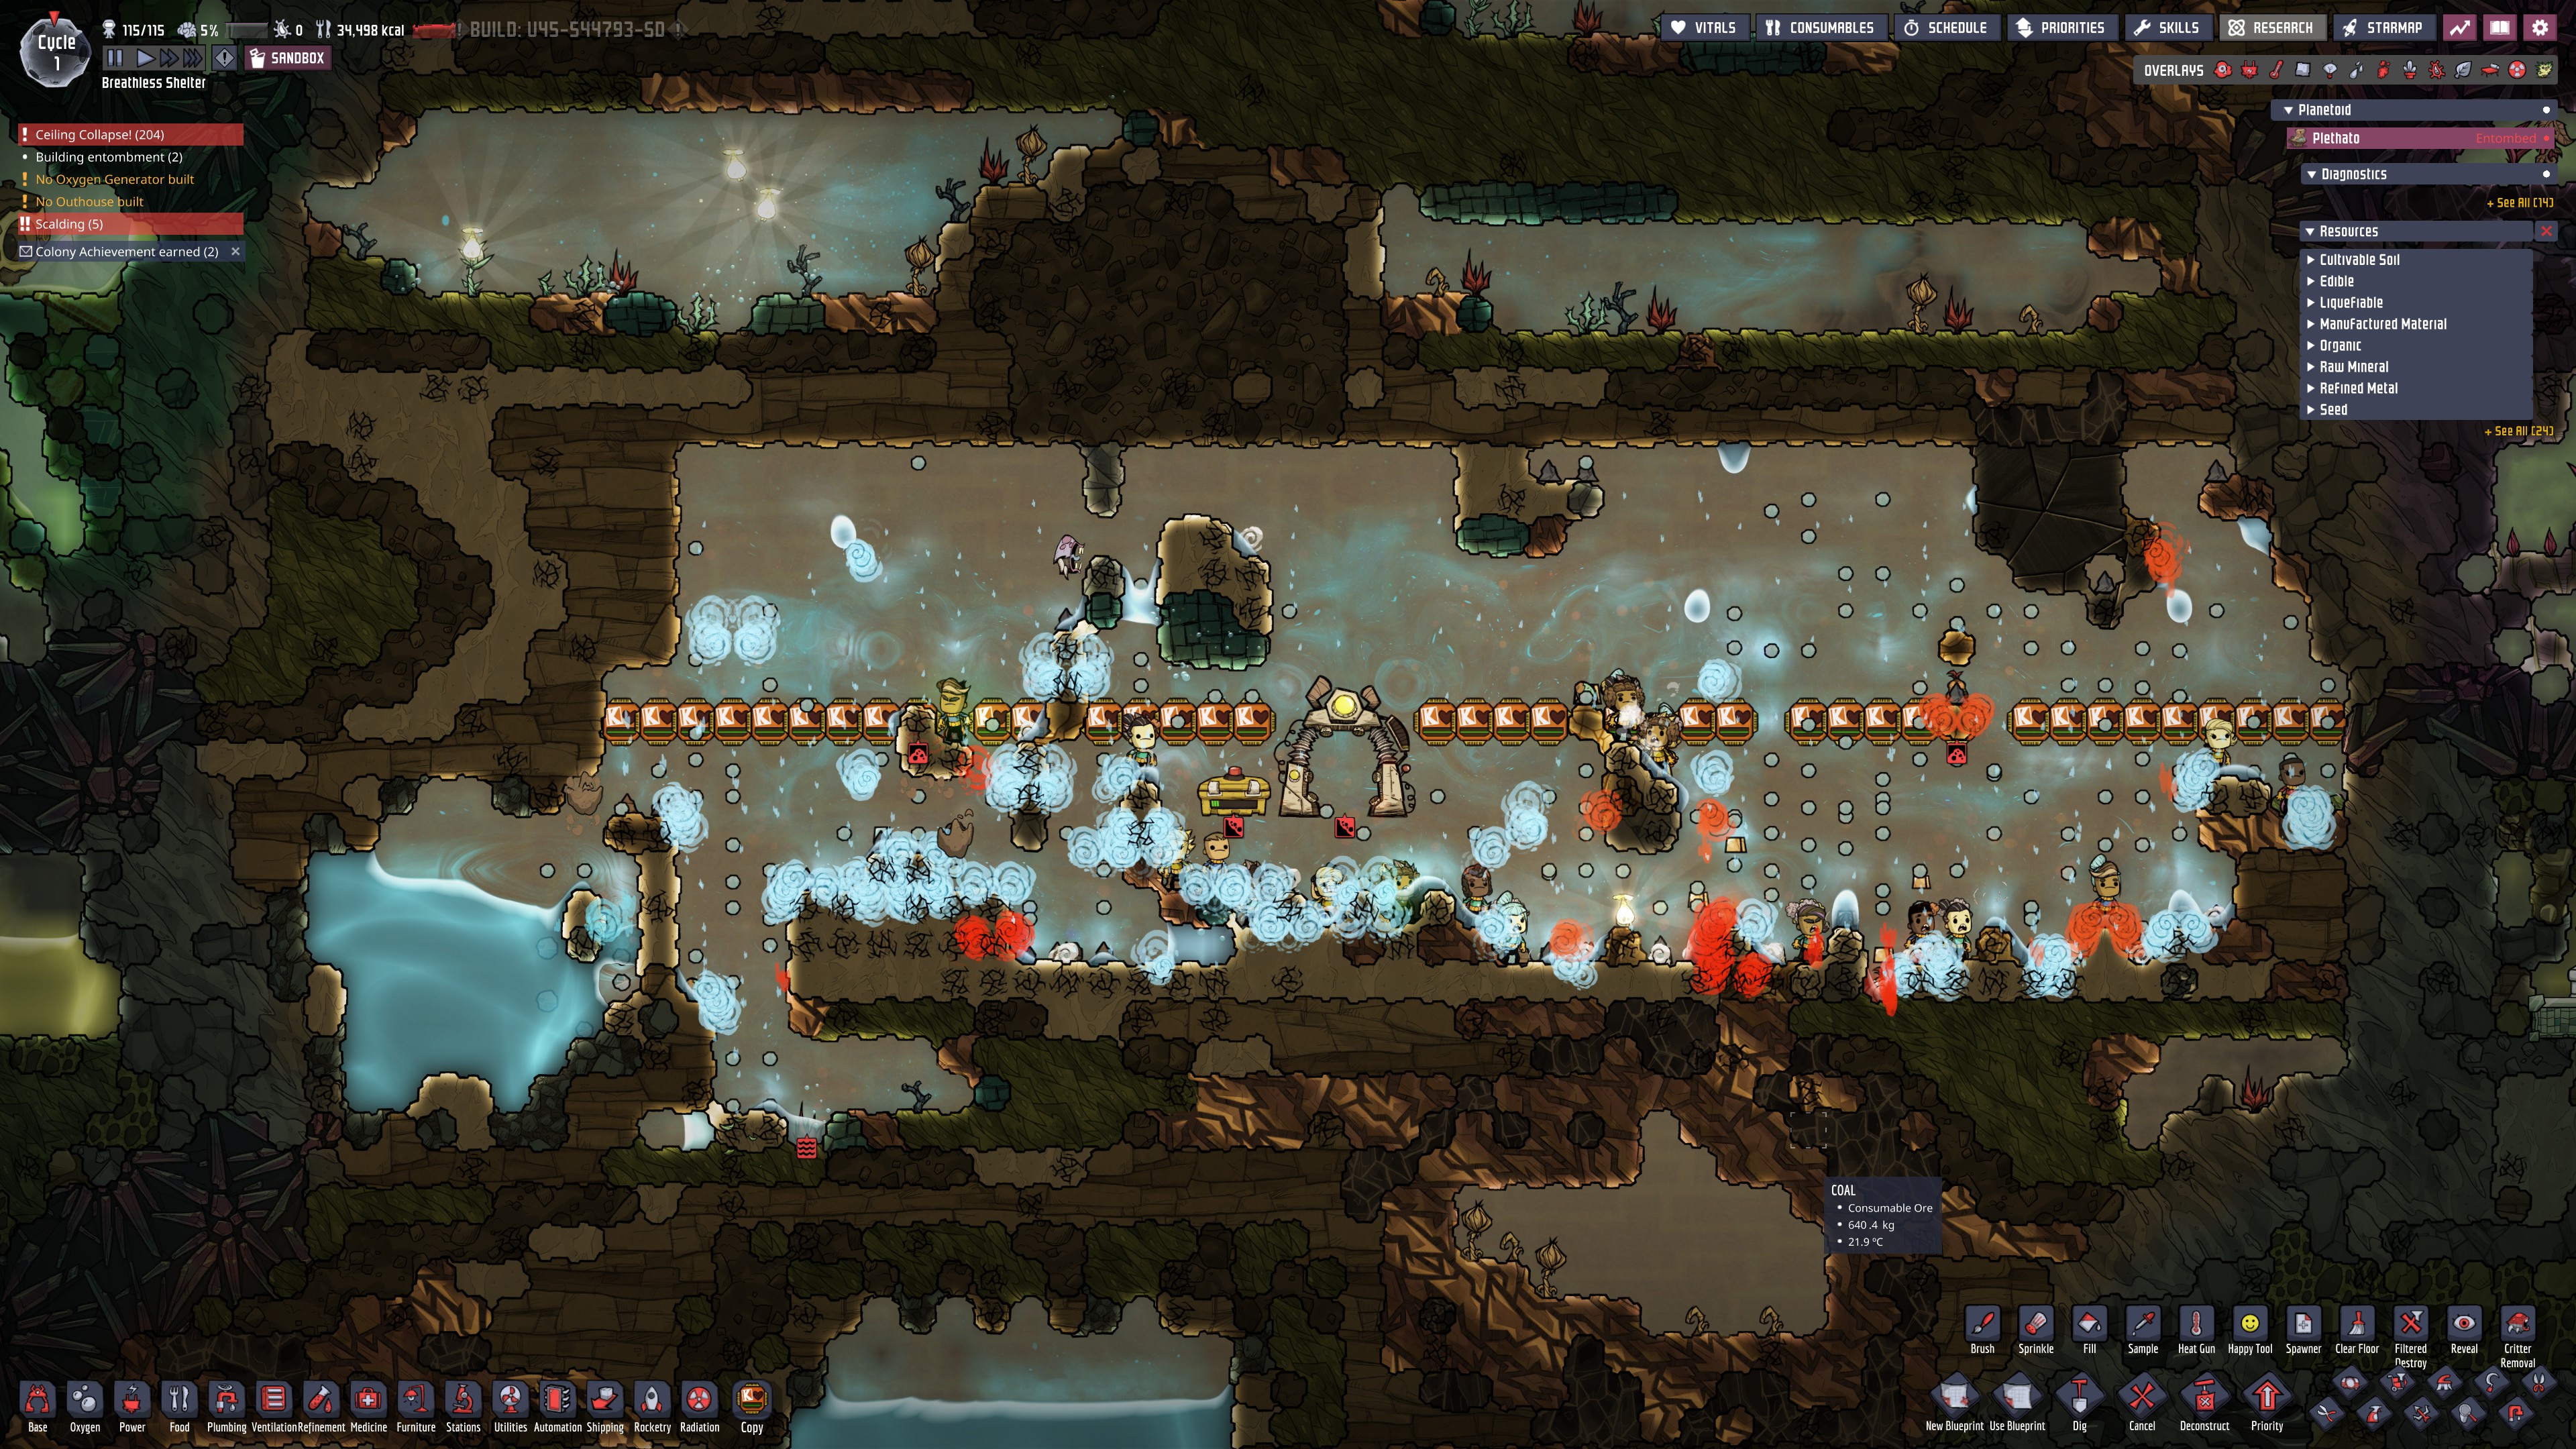 Cycle
1
115/115
5%
0
34,498 kcal
BUILD: U45-544793-SD
SANDBOX
Breathless Shelter
VITALS
CONSUMABLES
SCHEDULE
PRIORITIES
SKILLS
RESEARCH
STARMAP
OVERLAYS
Ceiling Collapse! (204)
Building entombment (2)
No Oxygen Generator built
No Outhouse built
Scalding (5)
Colony Achievement earned (2)
Planetoid
Plethato
Entombed
Diagnostics
+ See All (14)
Resources
Cultivable Soil
Edible
Liquefiable
Manufactured Material
Organic
Raw Mineral
Refined Metal
Seed
+ See All (24)
COAL
Consumable Ore
640.4 kg
21.9 ºC
Brush
Sprinkle
Fill
Sample
Heat Gun
Happy Tool
Spawner
Clear Floor
Filtered Destroy
Reveal
Critter Removal
Base
Oxygen
Power
Food
Plumbing
Ventilation
Refinement
Medicine
Furniture
Stations
Utilities
Automation
Shipping
Rocketry
Radiation
Copy
New Blueprint
Use Blueprint
Dig
Cancel
Deconstruct
Priority